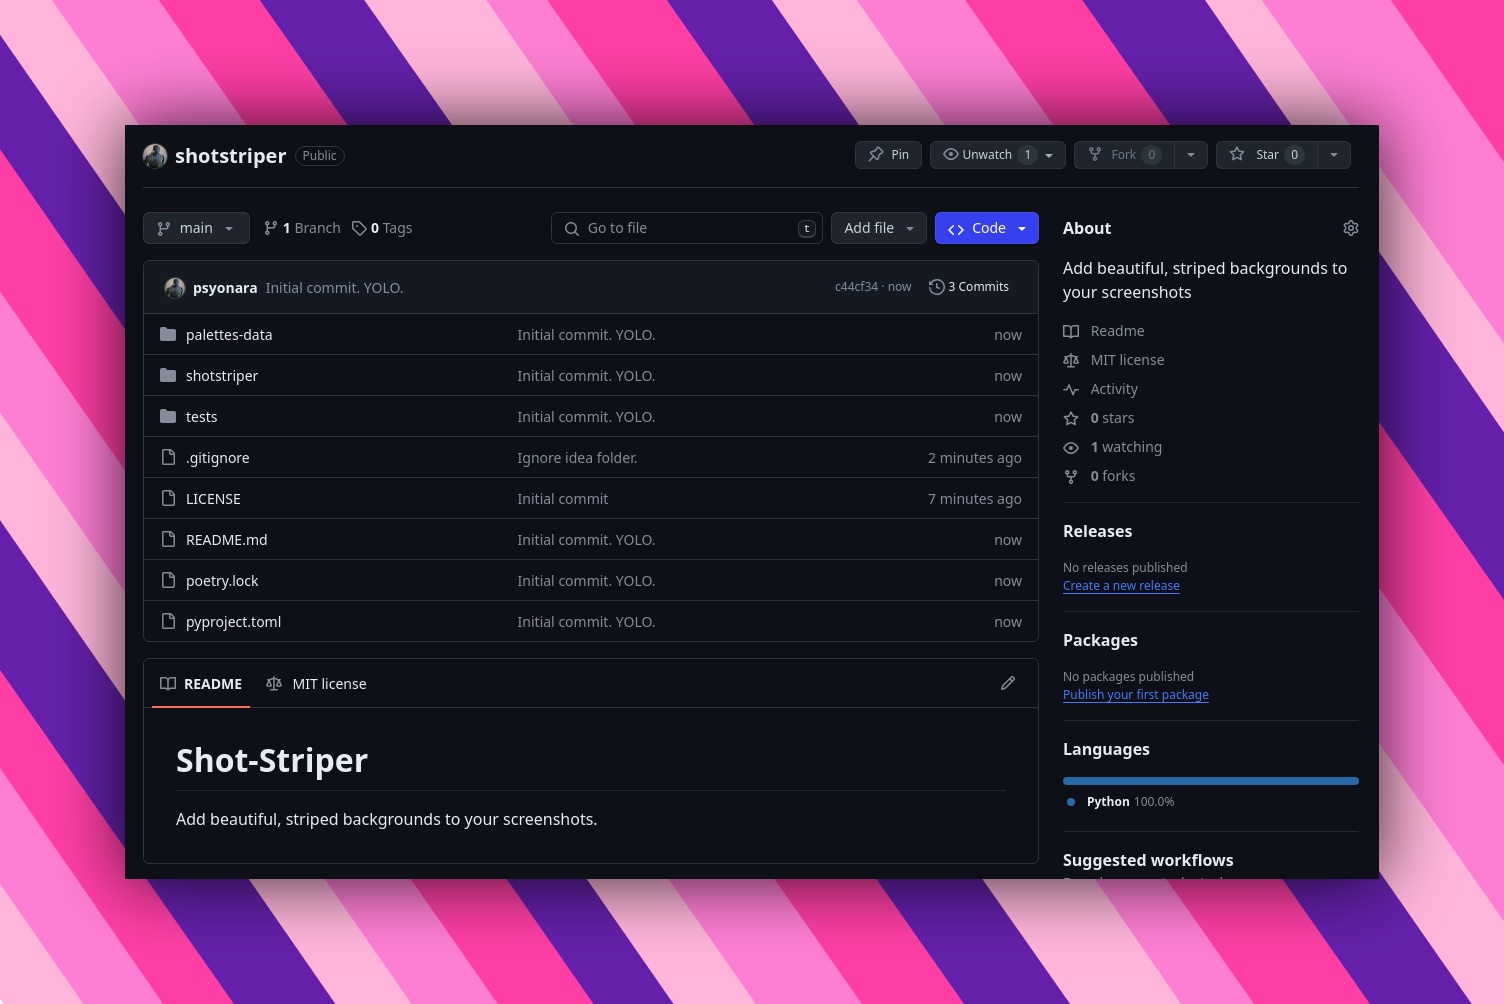 shotstriper Public Pin Unwatch 1 Fork 0 Star 0
main 1 Branch 0 Tags Go to file t Add file Code
psyonara Initial commit. YOLO. c44cf34 · now 3 Commits
palettes-data Initial commit. YOLO. now
shotstriper Initial commit. YOLO. now
tests Initial commit. YOLO. now
.gitignore Ignore idea folder. 2 minutes ago
LICENSE Initial commit 7 minutes ago
README.md Initial commit. YOLO. now
poetry.lock Initial commit. YOLO. now
pyproject.toml Initial commit. YOLO. now
README MIT license
Shot-Striper
Add beautiful, striped backgrounds to your screenshots.
About
Add beautiful, striped backgrounds to
your screenshots
Readme
MIT license
Activity
0 stars
1 watching
0 forks
Releases
No releases published
Create a new release
Packages
No packages published
Publish your first package
Languages
Python 100.0%
Suggested workflows